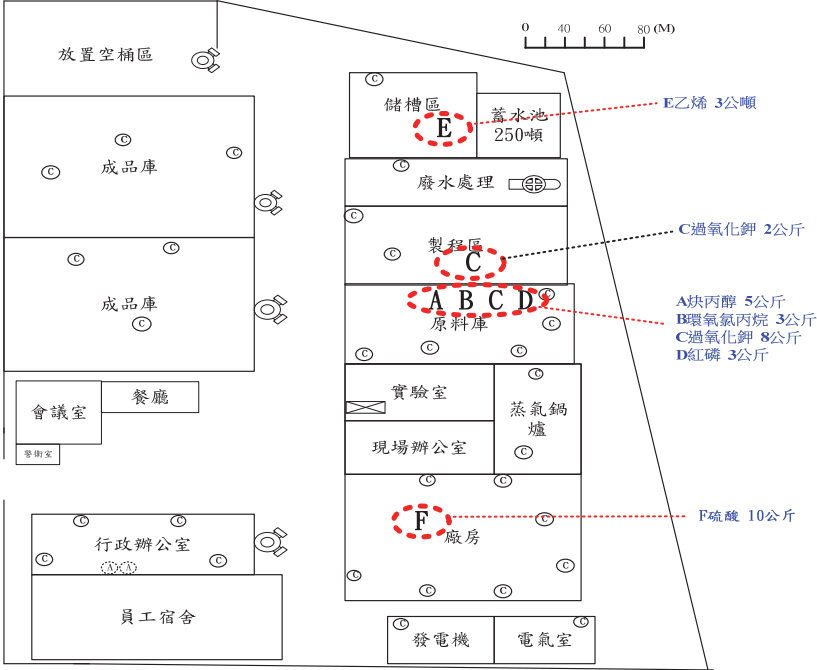 0 40 60 80 (M)
放置空桶區
C
儲槽區
E
蓄水池
250噸
E乙烯 3公噸
C
成品庫
C
C
C
廢水處理
C
製程區
C
C
C過氧化鉀 2公斤
C
成品庫
C
C
A B C D
C
原料庫
C
C
C
C
A炔丙醇 5公斤
B環氧氯丙烷 3公斤
C過氧化鉀 8公斤
D紅磷 3公斤
會議室
餐廳
警衛室
實驗室
C
蒸氣鍋
爐
C
現場辦公室
C
C
F
廠房
C
C
C
C
C
F硫酸 10公斤
C
C
行政辦公室
C
C
A A
員工宿舍
C
發電機
C
電氣室